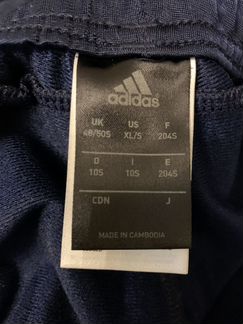 adidas
UK US F
48/50S XL/S 204S
D I E
10S 10S 204S
CDN J
MADE IN CAMBODIA